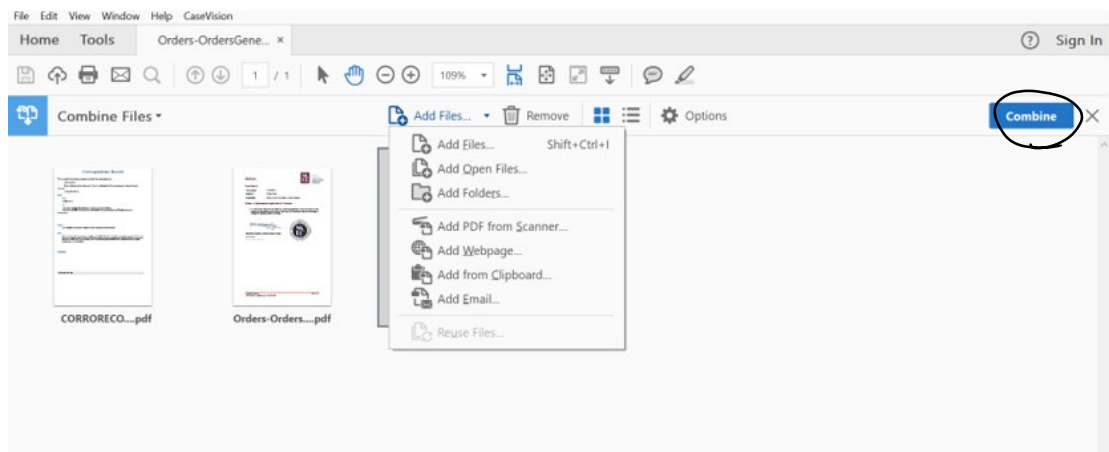 File Edit View Window Help CaseVision
Home Tools Orders-OrdersGene... × ? Sign In
1 / 1 109%
Combine Files Add Files... Remove Options Combine ×
Add Files... Shift+Ctrl+I
Add Open Files...
Add Folders...
Add PDF from Scanner...
Add Webpage...
Add from Clipboard...
Add Email...
Reuse Files...
CORRORECO....pdf Orders-Orders....pdf